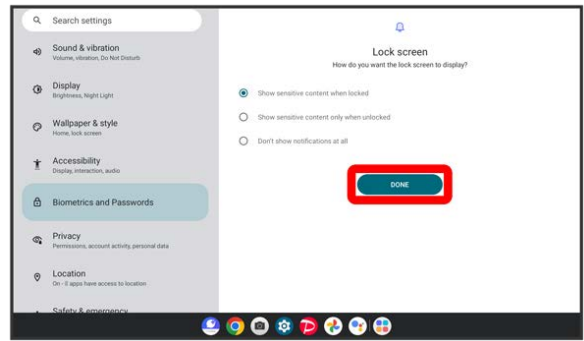 Search settings
Sound & vibration
Volume, vibration, Do Not Disturb
Display
Brightness, Night Light
Wallpaper & style
Home, lock screen
Accessibility
Display, interaction, audio
Biometrics and Passwords
Privacy
Permissions, account activity, personal data
Location
On - 0 apps have access to location
Safety & emergency
Lock screen
How do you want the lock screen to display?
Show sensitive content when locked
Show sensitive content only when unlocked
Don't show notifications at all
DONE